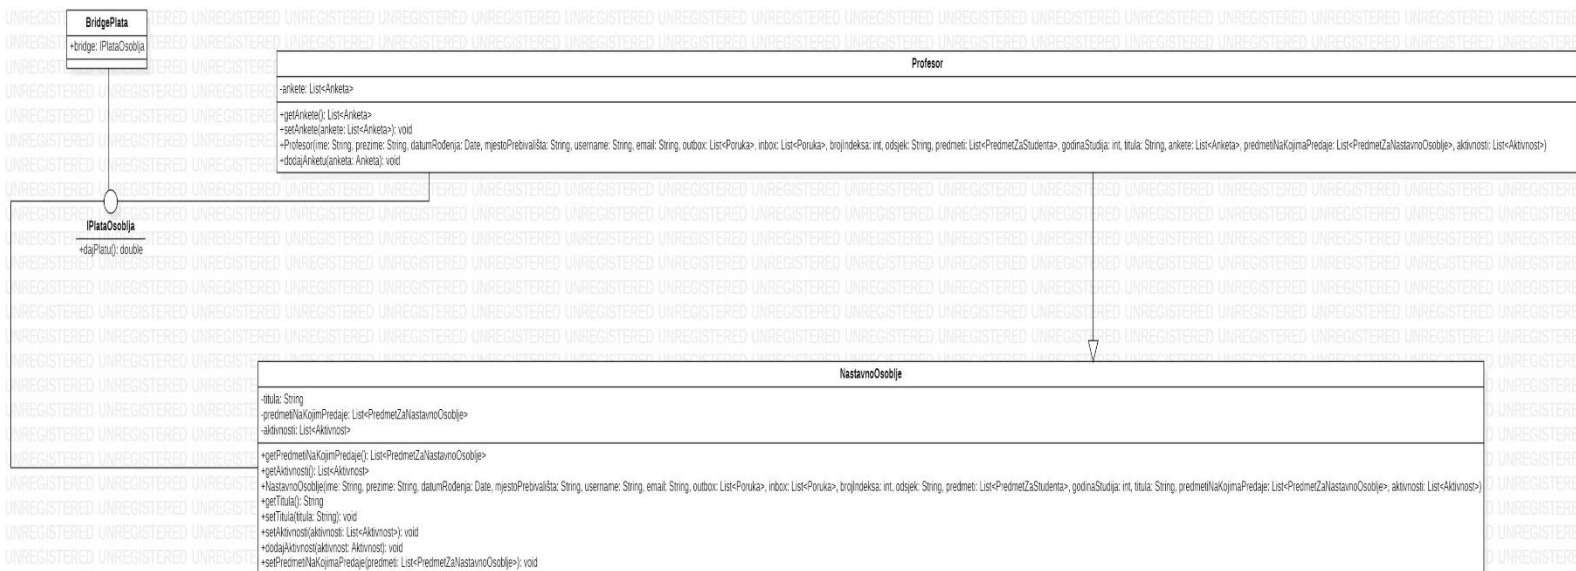 BridgePlata
+bridge: IPlataOsoblja
IPlataOsoblja
+dajPlatu(): double
Profesor
-ankete: List<Anketa>
+getAnkete(): List<Anketa>
+setAnkete(ankete: List<Anketa>): void
+Profesor(ime: String, prezime: String, datumRođenja: Date, mjestoPrebivališta: String, username: String, email: String, outbox: List<Poruka>, inbox: List<Poruka>, brojIndeksa: int, odsjek: String, predmeti: List<PredmetZaStudenta>, godinaStudija: int, titula: String, ankete: List<Anketa>, predmetiNaKojimaPredaje: List<PredmetZaNastavnoOsoblje>, aktivnosti: List<Aktivnost>)
+dodajAnketu(anketa: Anketa): void
NastavnoOsoblje
-titula: String
-predmetiNaKojimPredaje: List<PredmetZaNastavnoOsoblje>
-aktivnosti: List<Aktivnost>
+getPredmetiNaKojimPredaje(): List<PredmetZaNastavnoOsoblje>
+getAktivnosti(): List<Aktivnost>
+NastavnoOsoblje(ime: String, prezime: String, datumRođenja: Date, mjestoPrebivališta: String, username: String, email: String, outbox: List<Poruka>, inbox: List<Poruka>, brojIndeksa: int, odsjek: String, predmeti: List<PredmetZaStudenta>, godinaStudija: int, titula: String, predmetiNaKojimaPredaje: List<PredmetZaNastavnoOsoblje>, aktivnosti: List<Aktivnost>)
+getTitula(): String
+setTitula(titula: String): void
+setAktivnosti(aktivnosti: List<Aktivnost>): void
+dodajAktivnost(aktivnost: Aktivnost): void
+setPredmetiNaKojimaPredaje(predmeti: List<PredmetZaNastavnoOsoblje>): void